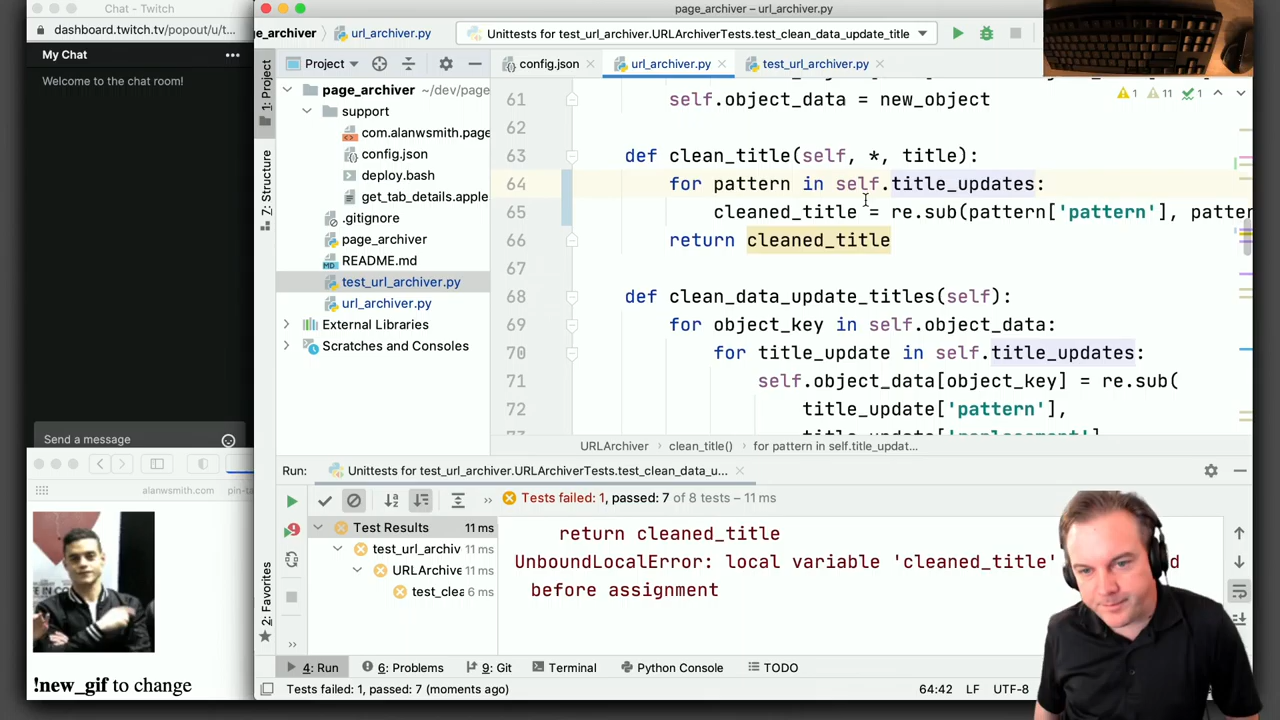 Chat - Twitch
dashboard.twitch.tv/popout/u/t...
My Chat
Welcome to the chat room!
Send a message
alanwsmith.com
pin-ta
!new_gif to change
page_archiver – url_archiver.py
ge_archiver
url_archiver.py
Unittests for test_url_archiver.URLArchiverTests.test_clean_data_update_title
1: Project
7: Structure
2: Favorites
Project
page_archiver ~/dev/page
support
com.alanwsmith.page
config.json
deploy.bash
get_tab_details.apple
.gitignore
page_archiver
README.md
test_url_archiver.py
url_archiver.py
External Libraries
Scratches and Consoles
config.json
url_archiver.py
test_url_archiver.py
1 11 1
61 self.object_data = new_object
62
63 def clean_title(self, *, title):
64 for pattern in self.title_updates:
65 cleaned_title = re.sub(pattern['pattern'], patter
66 return cleaned_title
67
68 def clean_data_update_titles(self):
69 for object_key in self.object_data:
70 for title_update in self.title_updates:
71 self.object_data[object_key] = re.sub(
72 title_update['pattern'],
URLArchiver clean_title() for pattern in self.title_updat...
Run: Unittests for test_url_archiver.URLArchiverTests.test_clean_data_u...
Tests failed: 1, passed: 7 of 8 tests – 11 ms
Test Results 11 ms
test_url_archiv 11 ms
URLArchive 11 ms
test_clea 6 ms
return cleaned_title
UnboundLocalError: local variable 'cleaned_title'
before assignment
4: Run
6: Problems
9: Git
Terminal
Python Console
TODO
Tests failed: 1, passed: 7 (moments ago)
64:42 LF UTF-8